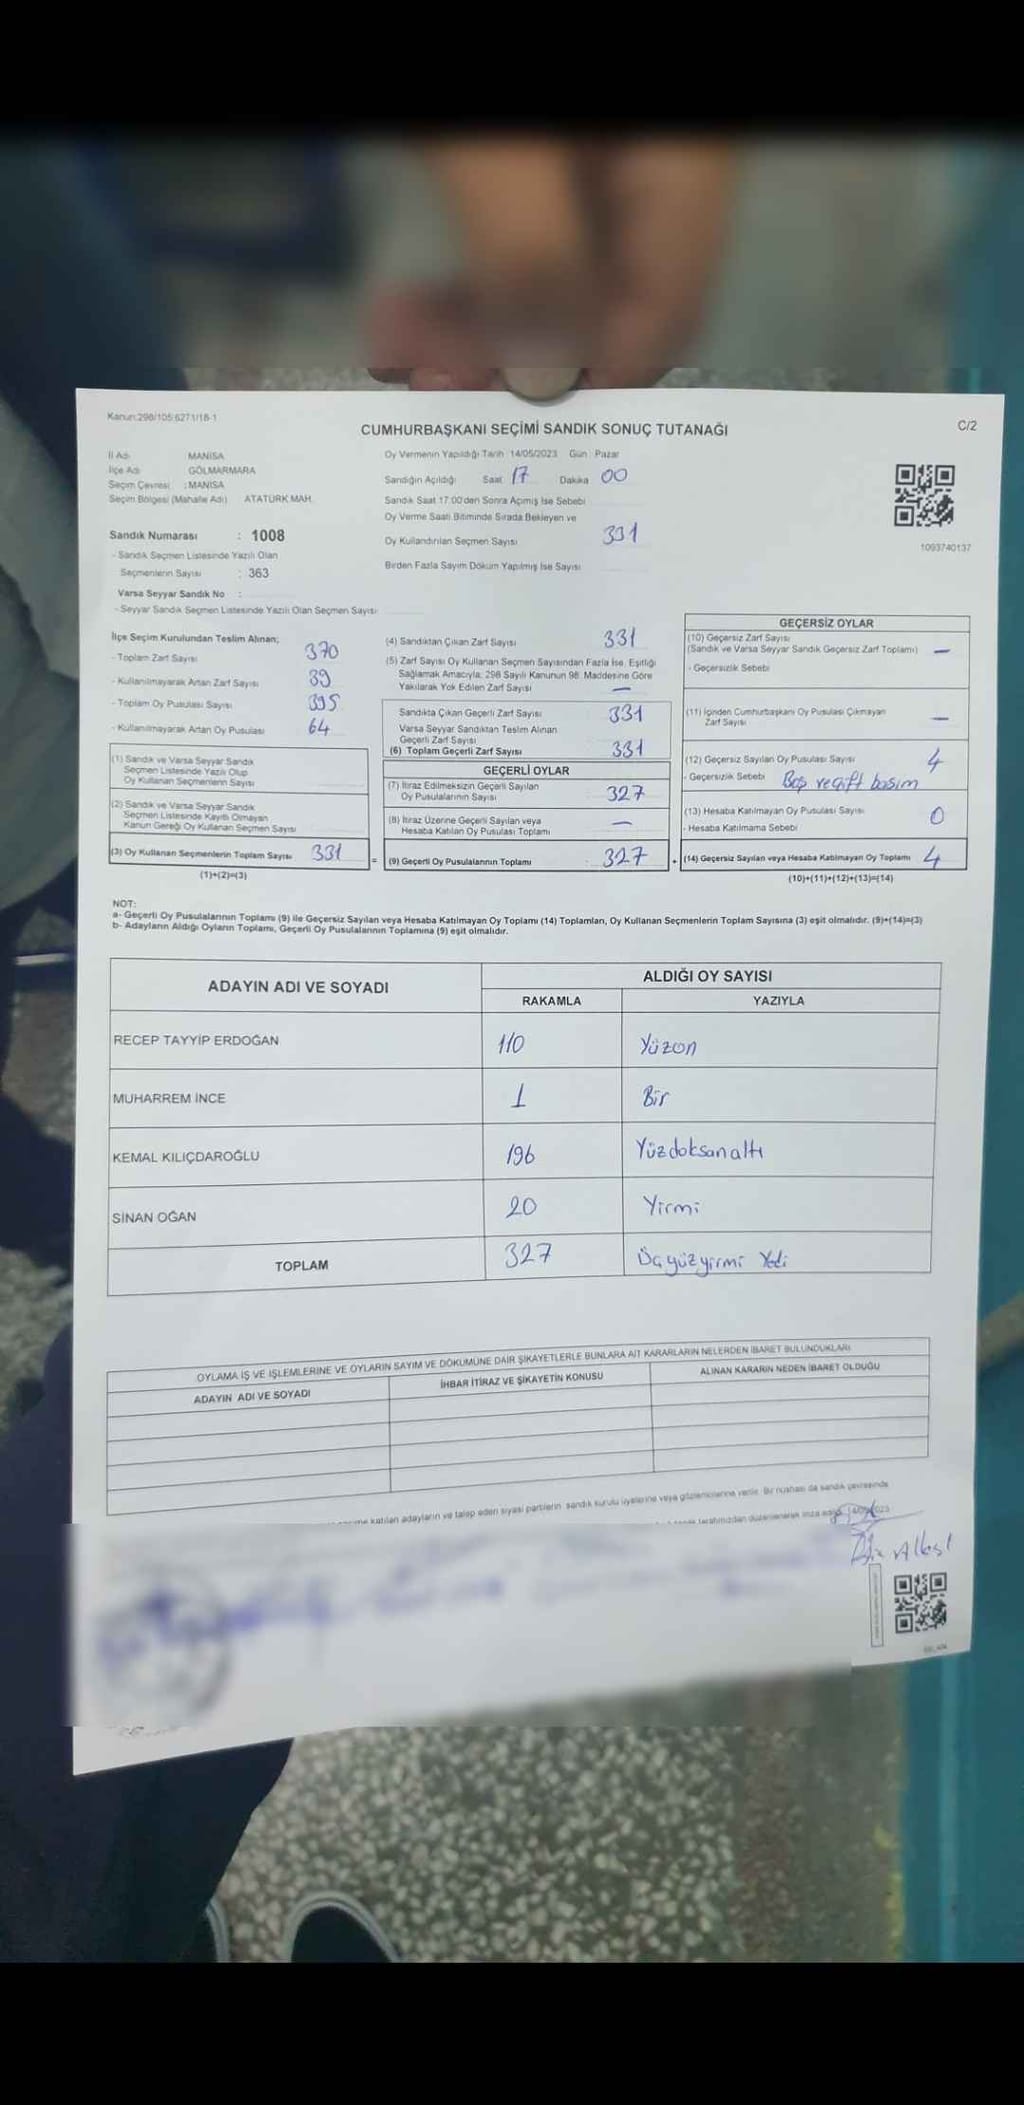 Kanun:298/105 6271/18-1
C/2
CUMHURBAŞKANI SEÇİMİ SANDIK SONUÇ TUTANAĞI
İl Adı MANİSA
İlçe Adı GÖLMARMARA
Seçim Çevresi : MANİSA
Seçim Bölgesi (Mahalle Adı) ATATÜRK MAH.
Oy Vermenin Yapıldığı Tarih 14/05/2023 Gün Pazar
Sandığın Açıldığı Saat 17 Dakika 00
Sandık Saat 17.00'den Sonra Açılmış İse Sebebi
Oy Verme Saati Bitiminde Sırada Bekleyen ve
Oy Kullandırılan Seçmen Sayısı 331
Birden Fazla Sayım Döküm Yapılmış İse Sayısı
1093740137
Sandık Numarası : 1008
- Sandık Seçmen Listesinde Yazılı Olan
Seçmenlerin Sayısı : 363
Varsa Seyyar Sandık No :
- Seyyar Sandık Seçmen Listesinde Yazılı Olan Seçmen Sayısı
İlçe Seçim Kurulundan Teslim Alınan;
- Toplam Zarf Sayısı 370
- Kullanılmayarak Artan Zarf Sayısı 39
- Toplam Oy Pusulası Sayısı 395
- Kullanılmayarak Artan Oy Pusulası 64
(1) Sandık ve Varsa Seyyar Sandık
Seçmen Listesinde Yazılı Olup
Oy Kullanan Seçmenlerin Sayısı
(2) Sandık ve Varsa Seyyar Sandık
Seçmen Listesinde Kayıtlı Olmayan
Kanun Gereği Oy Kullanan Seçmen Sayısı
(3) Oy Kullanan Seçmenlerin Toplam Sayısı 331 =
(1)+(2)=(3)
(4) Sandıktan Çıkan Zarf Sayısı 331
(5) Zarf Sayısı Oy Kullanan Seçmen Sayısından Fazla İse, Eşitliği
Sağlamak Amacıyla, 298 Sayılı Kanunun 98. Maddesine Göre
Yakılarak Yok Edilen Zarf Sayısı —
Sandıkta Çıkan Geçerli Zarf Sayısı 331
Varsa Seyyar Sandıktan Teslim Alınan
Geçerli Zarf Sayısı
(6) Toplam Geçerli Zarf Sayısı 331
GEÇERLİ OYLAR
(7) İtiraz Edilmeksizin Geçerli Sayılan
Oy Pusulalarının Sayısı 327
(8) İtiraz Üzerine Geçerli Sayılan veya
Hesaba Katılan Oy Pusulası Toplamı —
(9) Geçerli Oy Pusulalarının Toplamı : 327 +
GEÇERSİZ OYLAR
(10) Geçersiz Zarf Sayısı
(Sandık ve Varsa Seyyar Sandık Geçersiz Zarf Toplamı) —
- Geçersizlik Sebebi
(11) İçinden Cumhurbaşkanı Oy Pusulası Çıkmayan
Zarf Sayısı —
(12) Geçersiz Sayılan Oy Pusulası Sayısı 4
- Geçersizlik Sebebi Boş ve çift basım
(13) Hesaba Katılmayan Oy Pusulası Sayısı 0
- Hesaba Katılmama Sebebi
(14) Geçersiz Sayılan veya Hesaba Katılmayan Oy Toplamı 4
(10)+(11)+(12)+(13)=(14)
NOT:
a- Geçerli Oy Pusulalarının Toplamı (9) ile Geçersiz Sayılan veya Hesaba Katılmayan Oy Toplamı (14) Toplamları, Oy Kullanan Seçmenlerin Toplam Sayısına (3) eşit olmalıdır. (9)+(14)=(3)
b- Adayların Aldığı Oyların Toplamı, Geçerli Oy Pusulalarının Toplamına (9) eşit olmalıdır.
ADAYIN ADI VE SOYADI
ALDIĞI OY SAYISI
RAKAMLA YAZIYLA
RECEP TAYYİP ERDOĞAN 110 Yüzon
MUHARREM İNCE 1 Bir
KEMAL KILIÇDAROĞLU 196 Yüzdoksanaltı
SİNAN OĞAN 20 Yirmi
TOPLAM 327 Üçyüzyirmi Yedi
OYLAMA İŞ VE İŞLEMLERİNE VE OYLARIN SAYIM VE DÖKÜMÜNE DAİR ŞİKAYETLERLE BUNLARA AİT KARARLARIN NELERDEN İBARET BULUNDUKLARI
ADAYIN ADI VE SOYADI İHBAR İTİRAZ VE ŞİKAYETİN KONUSU ALINAN KARARIN NEDEN İBARET OLDUĞU
katılan adayların ve talep eden siyasi partilerin sandık kurulu üyelerine veya gözlemcilerine verilir. Bir nüshası da sandık çevresinde
tarafımızdan düzenlenerek imza